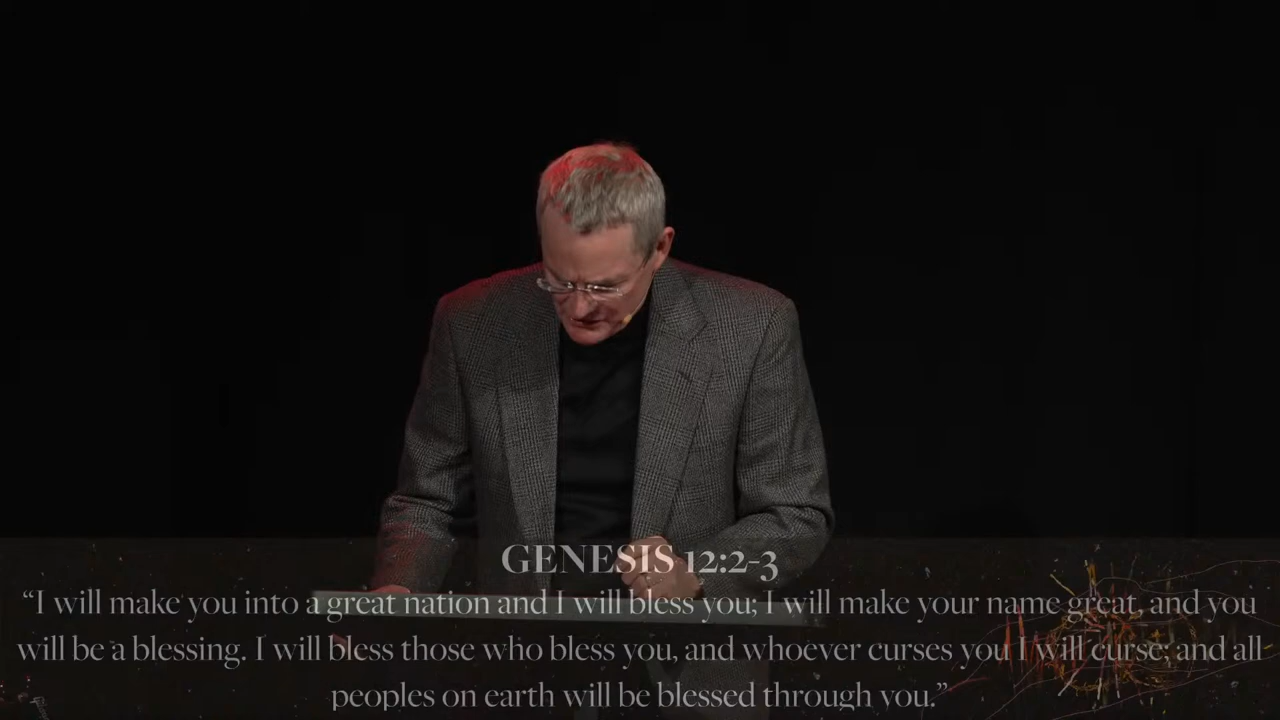 GENESIS 12:2-3
“I will make you into a great nation and I will bless you; I will make your name great, and you
will be a blessing. I will bless those who bless you, and whoever curses you I will curse; and all
peoples on earth will be blessed through you.”